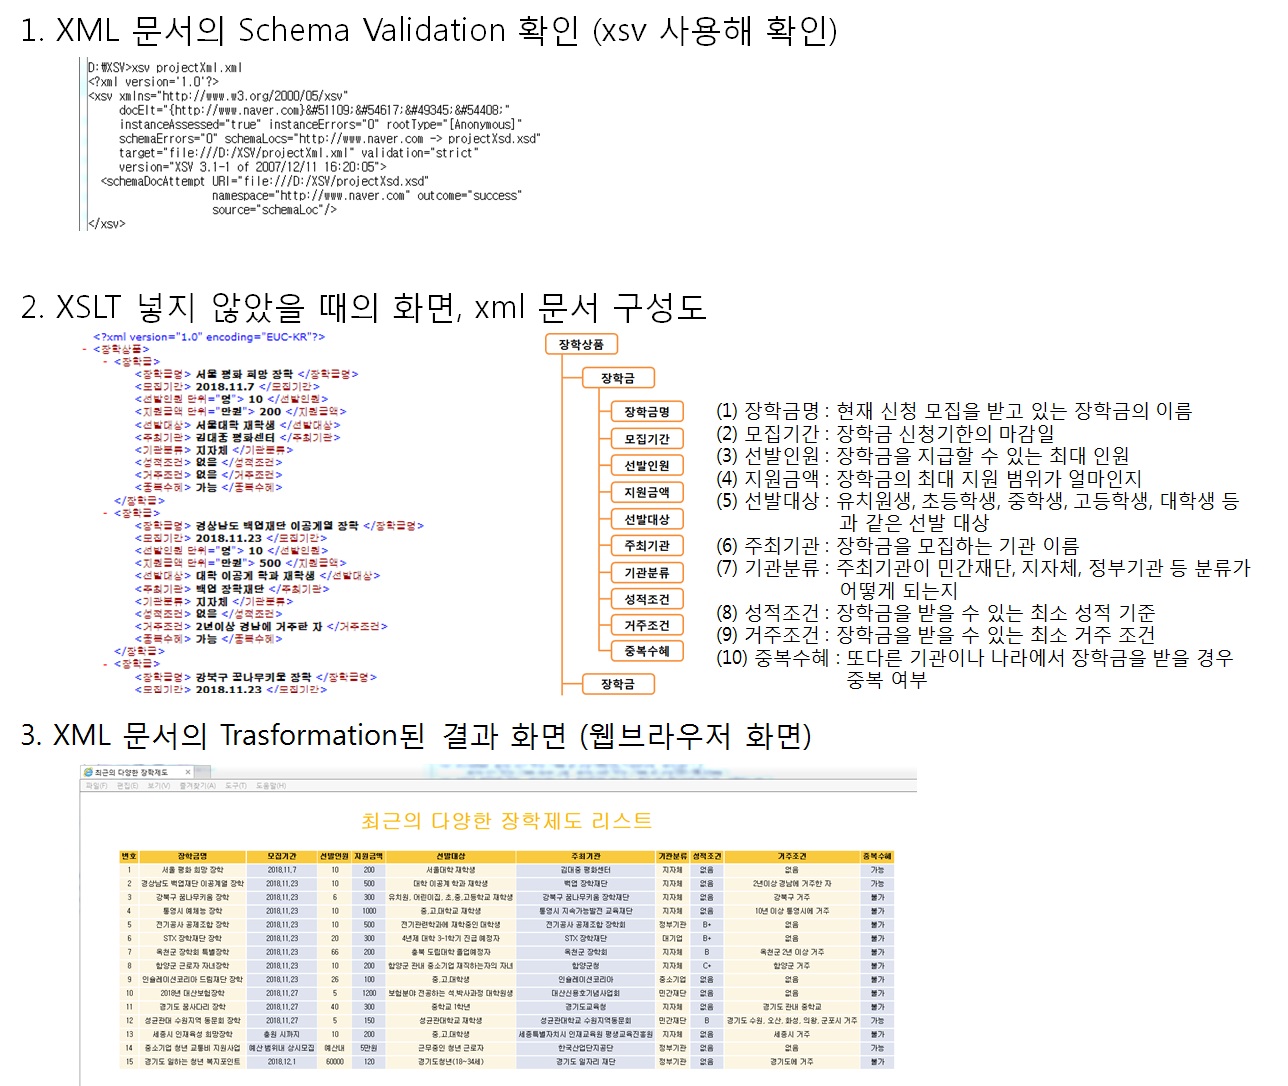 1. XML 문서의 Schema Validation 확인 (xsv 사용해 확인)
D:\XSV>xsv projectXml.xml
<?xml version='1.0'?>
<xsv xmlns="http://www.w3.org/2000/05/xsv"
docElt="{http://www.naver.com}&#51109;&#54617;&#49345;&#54408;"
instanceAssessed="true" instanceErrors="0" rootType="[Anonymous]"
schemaErrors="0" schemaLocs="http://www.naver.com -> projectXsd.xsd"
target="file:///D:/XSV/projectXml.xml" validation="strict"
version="XSV 3.1-1 of 2007/12/11 16:20:05">
<schemaDocAttempt URI="file:///D:/XSV/projectXsd.xsd"
namespace="http://www.naver.com" outcome="success"
source="schemaLoc"/>
</xsv>
2. XSLT 넣지 않았을 때의 화면, xml 문서 구성도
<?xml version="1.0" encoding="EUC-KR"?>
- <장학상품>
- <장학금>
<장학금명> 서울 평화 희망 장학 </장학금명>
<모집기간> 2018.11.7 </모집기간>
<선발인원 단위="명"> 10 </선발인원>
<지원금액 단위="만원"> 200 </지원금액>
<선발대상> 서울대학 재학생 </선발대상>
<주최기관> 김대중 평화센터 </주최기관>
<기관분류> 지자체 </기관분류>
<성적조건> 없음 </성적조건>
<거주조건> 없음 </거주조건>
<중복수혜> 가능 </중복수혜>
</장학금>
- <장학금>
<장학금명> 경상남도 백업재단 이공계열 장학 </장학금명>
<모집기간> 2018.11.23 </모집기간>
<선발인원 단위="명"> 10 </선발인원>
<지원금액 단위="만원"> 500 </지원금액>
<선발대상> 대학 이공계 학과 재학생 </선발대상>
<주최기관> 백업 장학재단 </주최기관>
<기관분류> 지자체 </기관분류>
<성적조건> 없음 </성적조건>
<거주조건> 2년이상 경남에 거주한 자 </거주조건>
<중복수혜> 가능 </중복수혜>
</장학금>
- <장학금>
<장학금명> 강북구 꿈나무키움 장학 </장학금명>
<모집기간> 2018.11.23 </모집기간>
장학상품
장학금
장학금명
모집기간
선발인원
지원금액
선발대상
주최기관
기관분류
성적조건
거주조건
중복수혜
장학금
(1) 장학금명 : 현재 신청 모집을 받고 있는 장학금의 이름
(2) 모집기간 : 장학금 신청기한의 마감일
(3) 선발인원 : 장학금을 지급할 수 있는 최대 인원
(4) 지원금액 : 장학금의 최대 지원 범위가 얼마인지
(5) 선발대상 : 유치원생, 초등학생, 중학생, 고등학생, 대학생 등
과 같은 선발 대상
(6) 주최기관 : 장학금을 모집하는 기관 이름
(7) 기관분류 : 주최기관이 민간재단, 지자체, 정부기관 등 분류가
어떻게 되는지
(8) 성적조건 : 장학금을 받을 수 있는 최소 성적 기준
(9) 거주조건 : 장학금을 받을 수 있는 최소 거주 조건
(10) 중복수혜 : 또다른 기관이나 나라에서 장학금을 받을 경우
중복 여부
3. XML 문서의 Trasformation된 결과 화면 (웹브라우저 화면)
최근의 다양한 장학제도 ×
파일(F) 편집(E) 보기(V) 즐겨찾기(A) 도구(T) 도움말(H)
최근의 다양한 장학제도 리스트
번호 장학금명 모집기간 선발인원 지원금액 선발대상 주최기관 기관분류 성적조건 거주조건 중복수혜
1 서울 평화 희망 장학 2018.11.7 10 200 서울대학 재학생 김대중 평화센터 지자체 없음 없음 가능
2 경상남도 백업재단 이공계열 장학 2018.11.23 10 500 대학 이공계 학과 재학생 백업 장학재단 지자체 없음 2년이상 경남에 거주한 자 가능
3 강북구 꿈나무키움 장학 2018.11.23 6 300 유치원, 어린이집, 초,중,고등학교 재학생 강북구 꿈나무키움 장학재단 지자체 없음 강북구 거주 불가
4 통영시 예체능 장학 2018.11.23 10 1000 중,고,대학교 재학생 통영시 지속가능발전 교육재단 지자체 없음 10년 이상 통영시에 거주 불가
5 전기공사 공제조합 장학 2018.11.23 10 500 전기관련학과에 재학중인 대학생 전기공사 공제조합 장학회 정부기관 B+ 없음 불가
6 STX 장학재단 장학 2018.11.23 20 300 4년제 대학 3-1학기 진급 예정자 STX 장학재단 대기업 B+ 없음 불가
7 옥천군 장학회 특별장학 2018.11.23 66 200 충북 도립대학 졸업예정자 옥천군 장학회 지자체 B 옥천군 2년 이상 거주 불가
8 함양군 근로자 자녀장학 2018.11.23 10 200 함양군 관내 중소기업 재직하는자의 자녀 함양군청 지자체 C+ 함양군 거주 불가
9 인슐레이션코리아 드림재단 장학 2018.11.23 26 100 중,고,대학생 인슐레이션코리아 중소기업 없음 없음 불가
10 2018년 대산보험장학 2018.11.27 5 1200 보험분야 전공하는 석,박사과정 대학원생 대산신용호기념사업회 민간재단 없음 없음 불가
11 경기도 꿈사다리 장학 2018.11.27 40 300 중학교 1학년 경기도교육청 지자체 없음 경기도 관내 중학교 불가
12 성균관대 수원지역 동문회 장학 2018.11.27 5 150 성균관대학교 재학생 성균관대학교 수원지역동문회 민간재단 B 경기도 수원, 오산, 화성, 의왕, 군포시 거주 가능
13 세종시 인재육성 희망장학 충원 시까지 10 200 중,고,대학생 세종특별자치시 인재교육원 평생교육진흥원 지자체 없음 세종시 거주 불가
14 중소기업 청년 교통비 지원사업 예산 범위내 상시모집 예산내 5만원 근무중인 청년 근로자 한국산업단지공단 정부기관 없음 없음 가능
15 경기도 일하는 청년 복지포인트 2018.12.1 60000 120 경기도청년(18~34세) 경기도 일자리 재단 정부기관 없음 경기도에 거주 불가